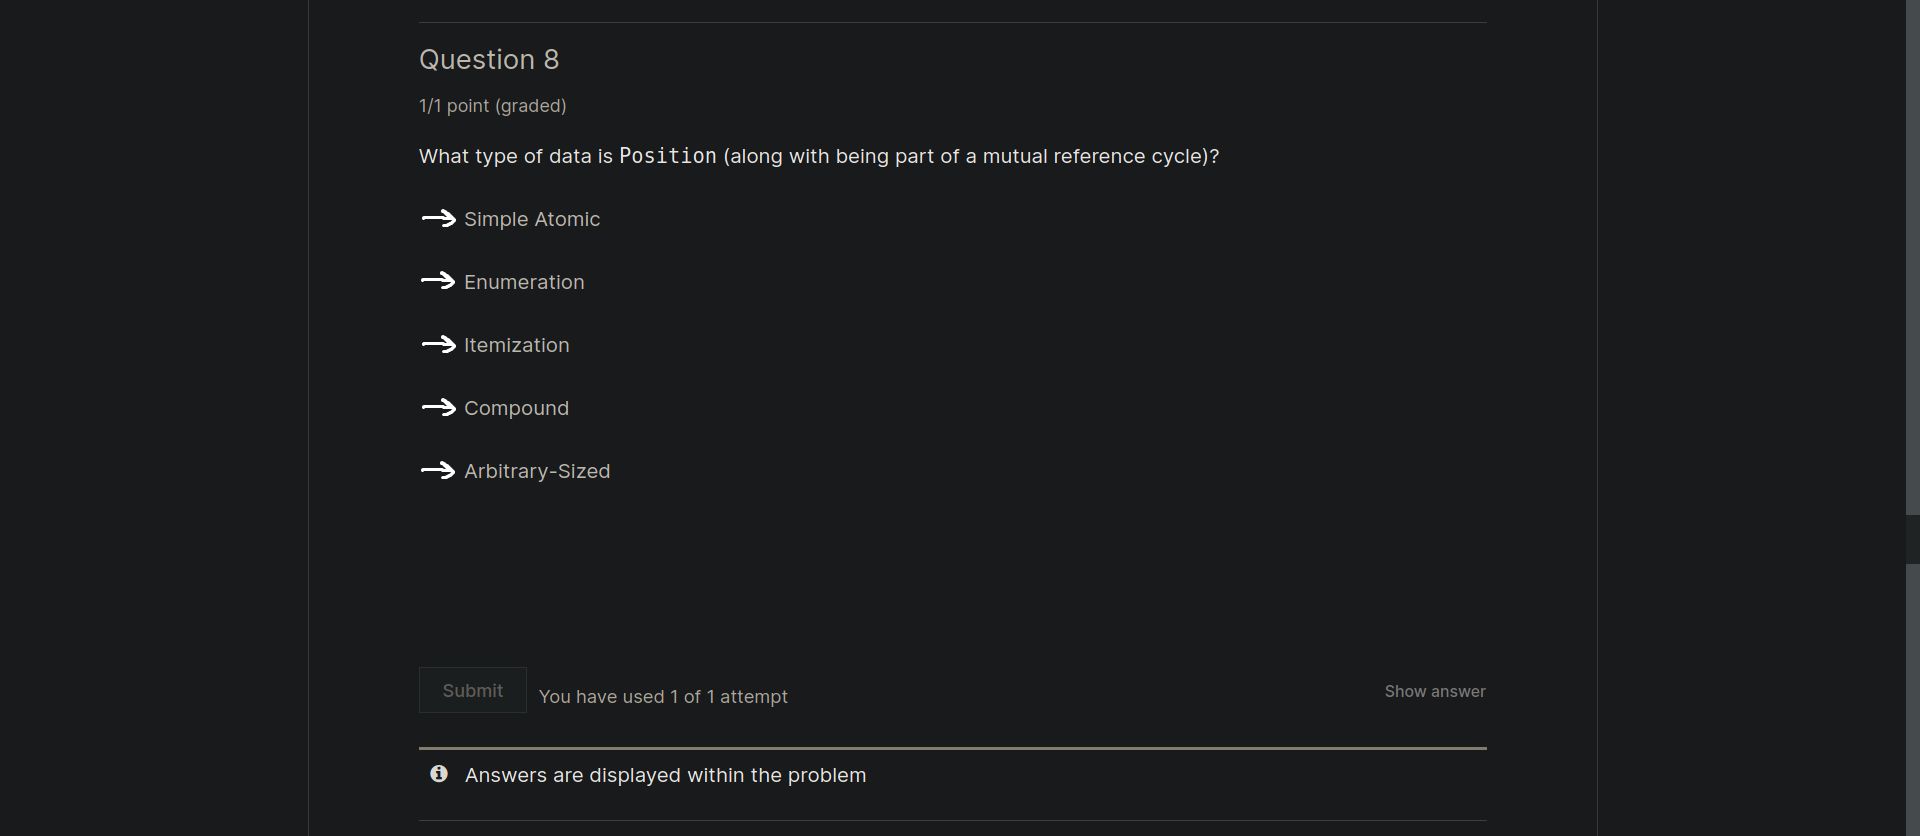 Question 8
1/1 point (graded)
What type of data is Position (along with being part of a mutual reference cycle)?
Simple Atomic
Enumeration
Itemization
Compound
Arbitrary-Sized
Submit
You have used 1 of 1 attempt
Show answer
Answers are displayed within the problem